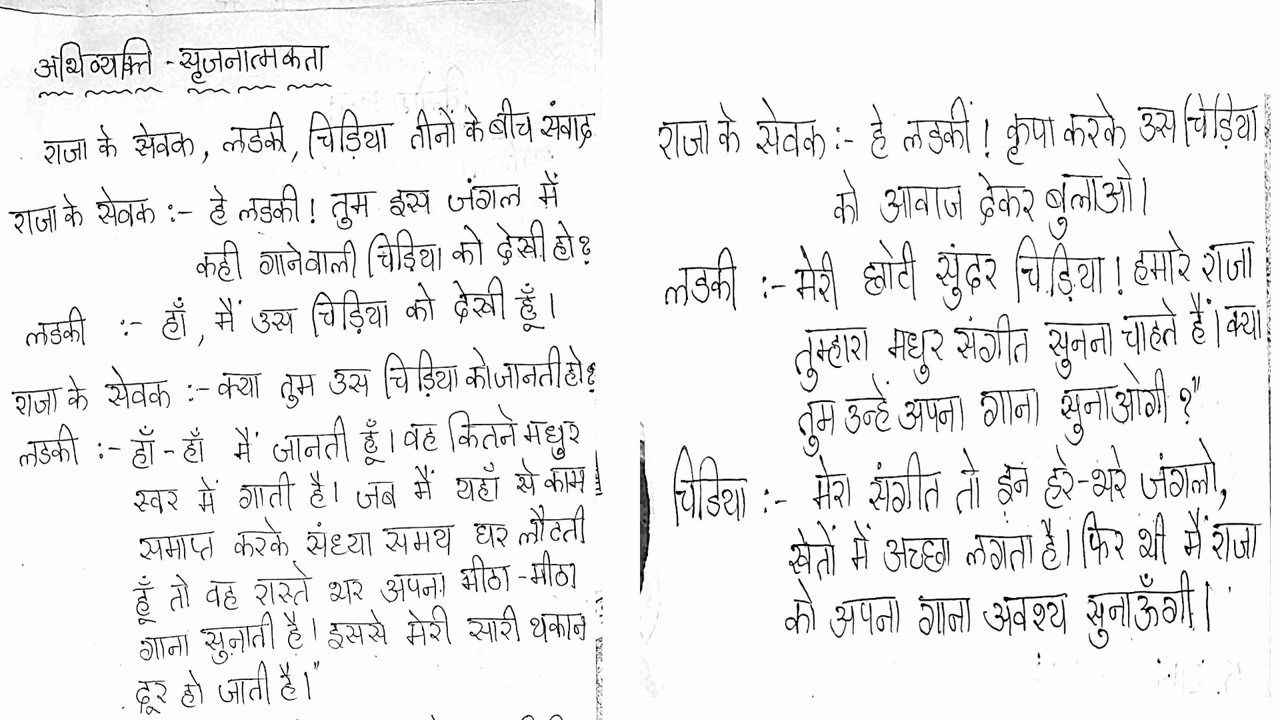 अभिव्यक्ति - सृजनात्मकता
राजा के सेवक, लडकी, चिड़िया तीनों के बीच संवाद
राजा के सेवक :- हे लडकी! तुम इस जंगल में
कही गानेवाली चिड़िया को देखी हो?
लडकी :- हाँ, मैं उस चिड़िया को देखी हूँ।
राजा के सेवक :- क्या तुम उस चिड़िया को जानती हो?
लडकी :- हाँ - हाँ मैं जानती हूँ। वह कितने मधुर
स्वर में गाती है। जब मैं यहाँ से काम
समाप्त करके संध्या समय घर लौटती
हूँ तो वह रास्ते भर अपना मीठा - मीठा
गाना सुनाती है। इससे मेरी सारी थकान
दूर हो जाती है।"
राजा के सेवक :- हे लडकी! कृपा करके उस चिड़िया
को आवाज देकर बुलाओ।
लडकी :- मेरी छोटी सुंदर चिड़िया! हमारे राजा
तुम्हारा मधुर संगीत सुनना चाहते हैं। क्या
तुम उन्हें अपना गाना सुनाओगी?"
चिडिया :- मेरा संगीत तो इन हरे-भरे जंगलो,
खेतों में अच्छा लगता है। फिर भी मैं राजा
को अपना गाना अवश्य सुनाऊँगी।